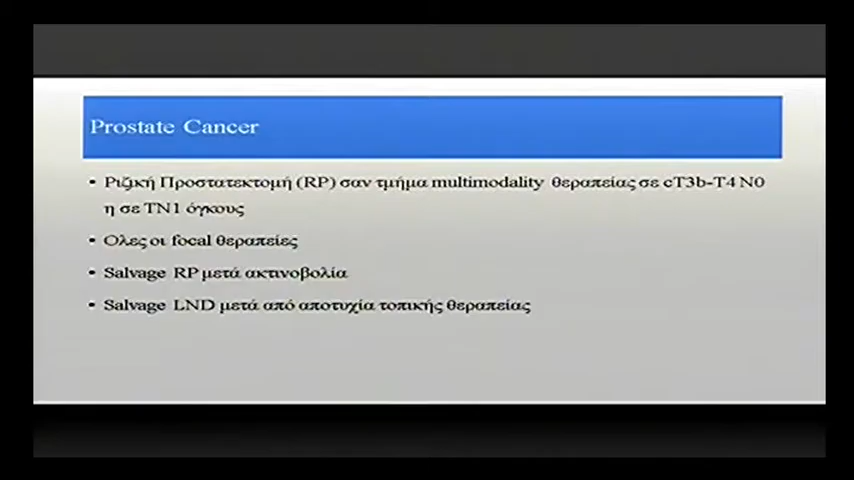 Prostate Cancer
• Ριζική Προστατεκτομή (RP) σαν τμήμα multimodality θεραπείας σε cT3b-T4 N0
η σε TN1 όγκους
• Ολες οι focal θεραπείες
• Salvage RP μετά ακτινοβολία
• Salvage LND μετά από αποτυχία τοπικής θεραπείας